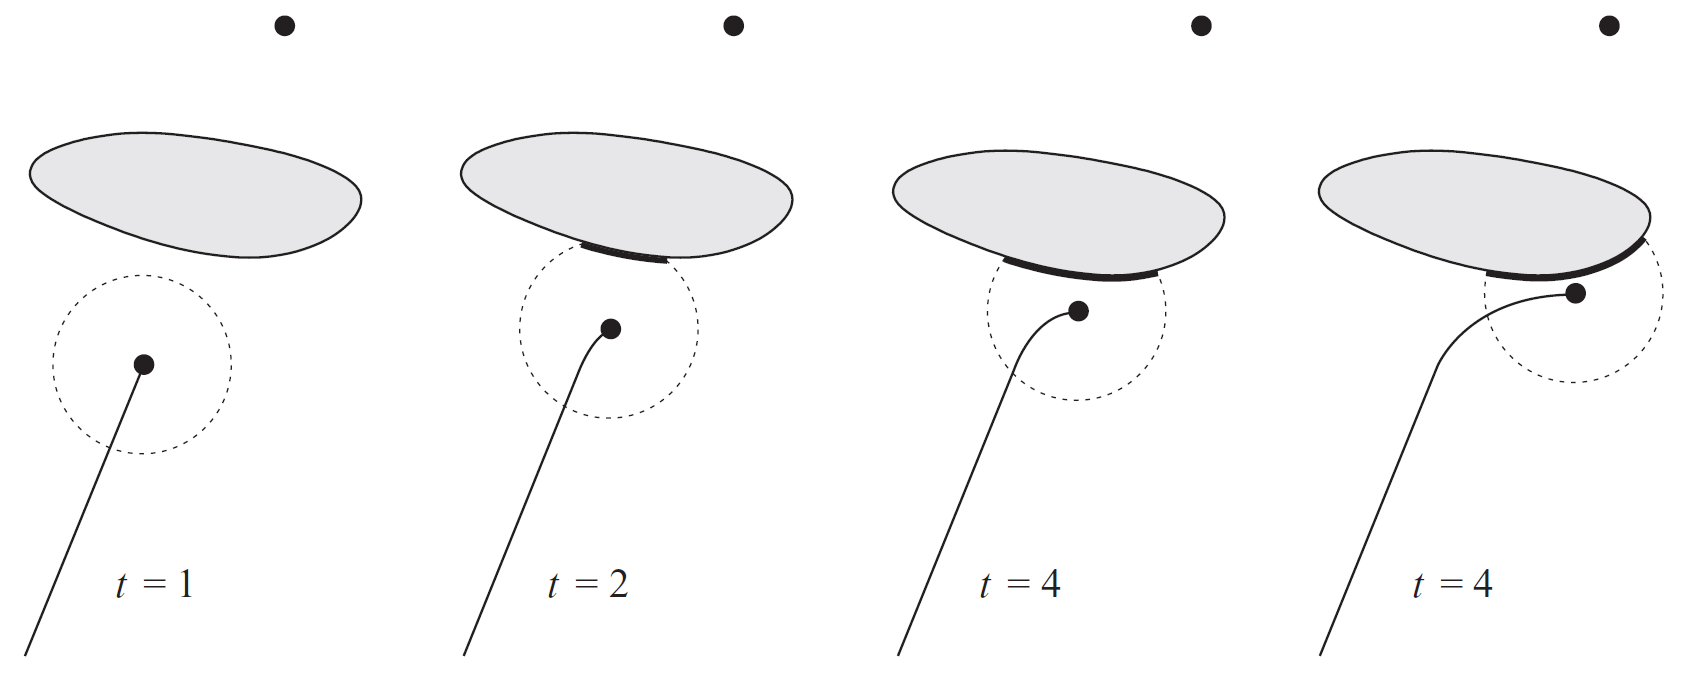 t = 1
t = 2
t = 4
t = 4